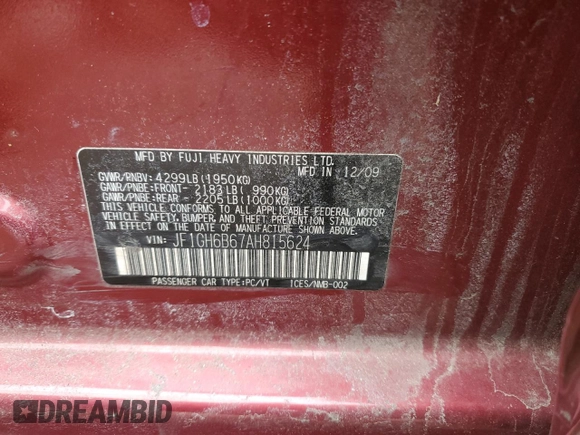 MFD BY FUJI HEAVY INDUSTRIES LTD.
MFD IN 12/09
GVWR/PNBV: 4299LB(1950KG)
GAWR/PNBE:FRONT- 2183LB( 990KG)
GAWR/PNBE:REAR - 2205LB(1000KG)
THIS VEHICLE CONFORMS TO ALL APPLICABLE FEDERAL MOTOR
VEHICLE SAFETY, BUMPER, AND THEFT PREVENTION STANDARDS
IN EFFECT ON THE DATE OF MANUFACTURE SHOWN ABOVE.
VIN: JF1GH6B67AH815624
PASSENGER CAR TYPE:PC/VT 1CES/NMB-002
DREAMBID